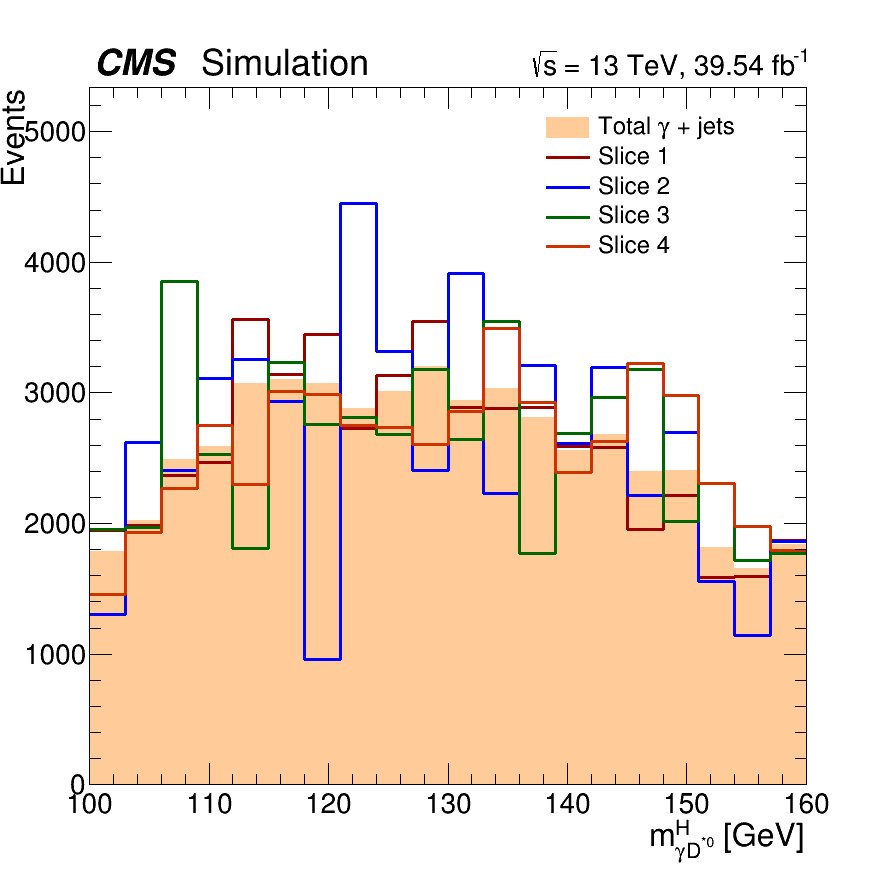 CMS Simulation
√s = 13 TeV, 39.54 fb⁻¹
Events
Total γ + jets
Slice 1
Slice 2
Slice 3
Slice 4
5000
4000
3000
2000
1000
0
100 110 120 130 140 150 160
m^H_γD*0 [GeV]